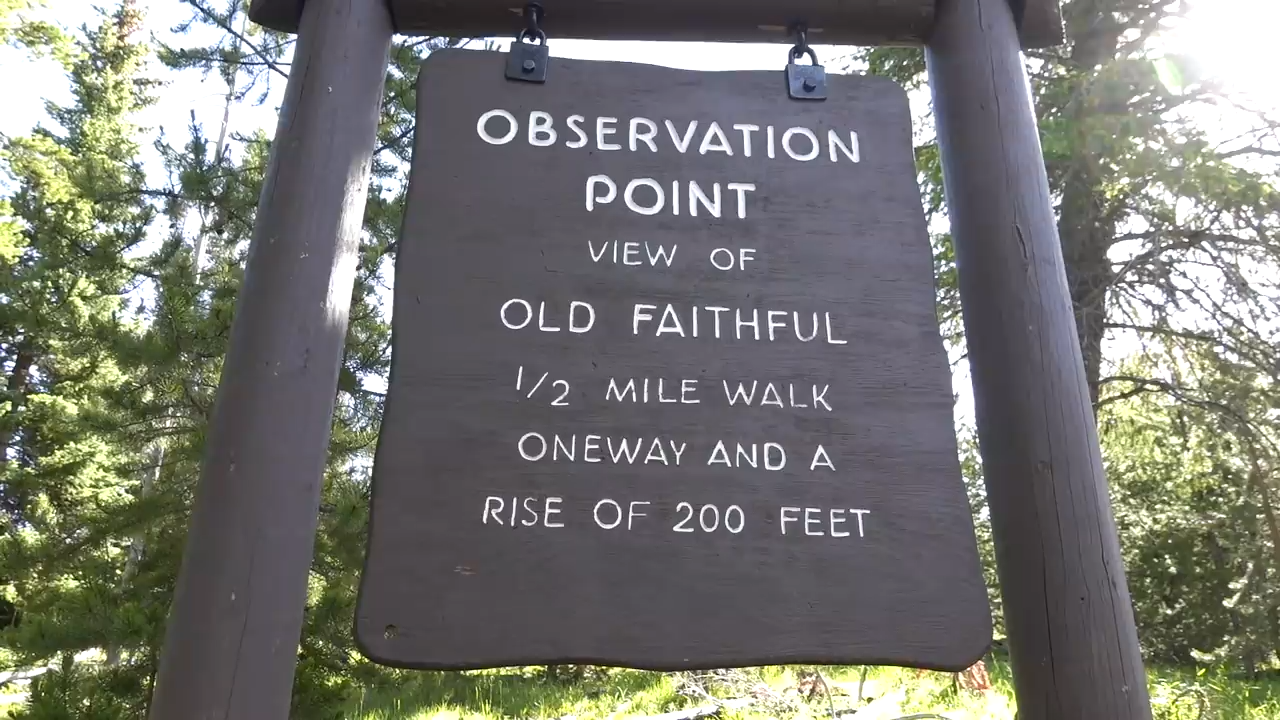 OBSERVATION
POINT
VIEW OF
OLD FAITHFUL
1/2 MILE WALK
ONEWAY AND A
RISE OF 200 FEET